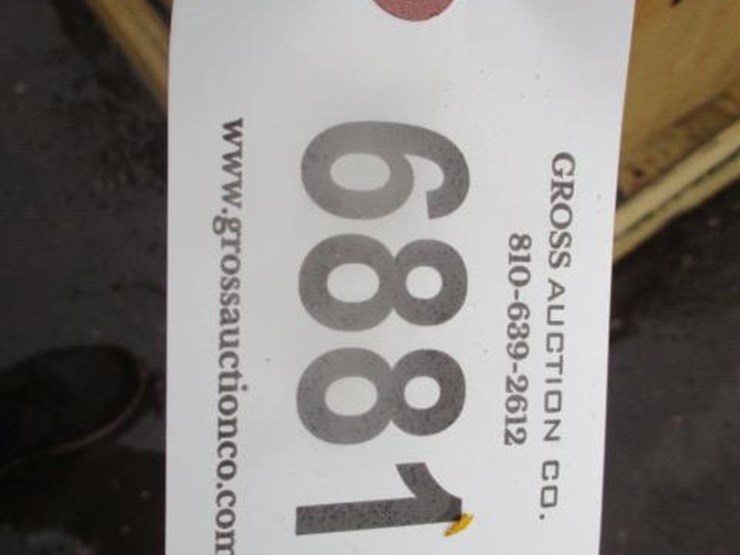 GROSS AUCTION CO.
810-639-2612
6881
www.grossauctionco.com